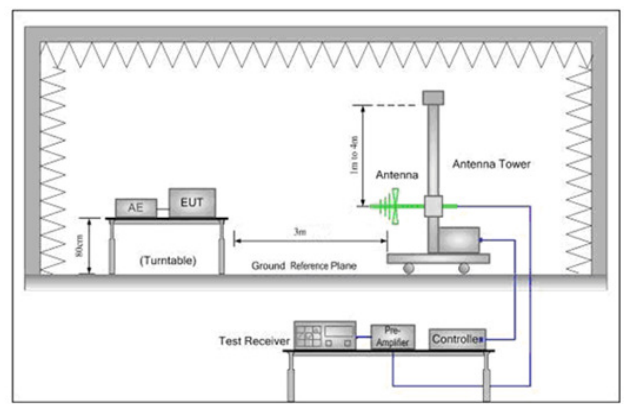 1m to 4m
Antenna
Antenna Tower
AE
EUT
80cm
(Turntable)
3m
Ground Reference Plane
Test Receiver
Pre-
Amplifier
Controller